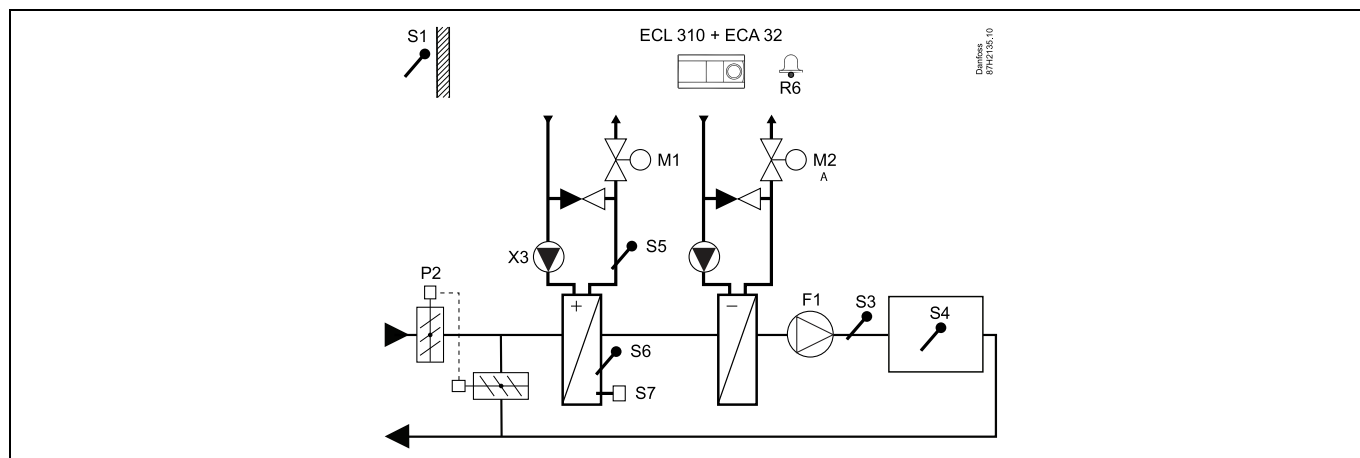 S1
ECL 310 + ECA 32
Danfoss
87H2135.10
R6
M1
M2
A
X3
S5
P2
F1
S3
S4
+
–
S6
S7